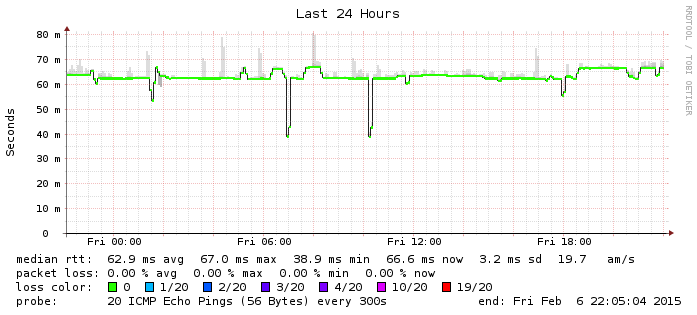 Last 24 Hours
RRDTOOL / TOBI OETIKER
Seconds
80 m
70 m
60 m
50 m
40 m
30 m
20 m
10 m
0
Fri 00:00 Fri 06:00 Fri 12:00 Fri 18:00
median rtt: 62.9 ms avg 67.0 ms max 38.9 ms min 66.6 ms now 3.2 ms sd 19.7 am/s
packet loss: 0.00 % avg 0.00 % max 0.00 % min 0.00 % now
loss color: 0 1/20 2/20 3/20 4/20 10/20 19/20
probe: 20 ICMP Echo Pings (56 Bytes) every 300s end: Fri Feb 6 22:05:04 2015